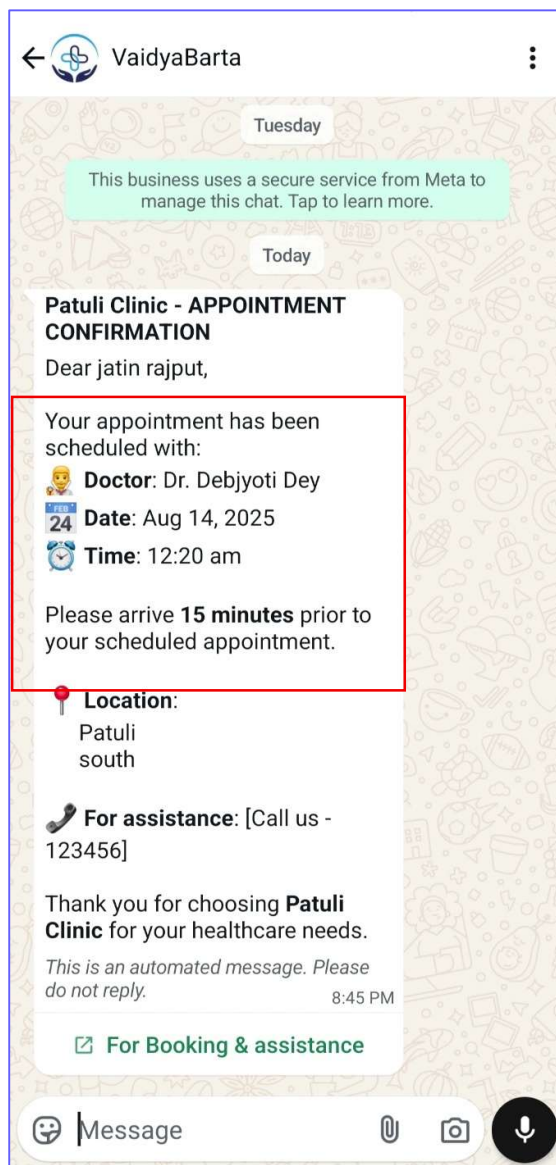 VaidyaBarta
Tuesday
This business uses a secure service from Meta to
manage this chat. Tap to learn more.
Today
Patuli Clinic - APPOINTMENT
CONFIRMATION
Dear jatin rajput,
Your appointment has been
scheduled with:
Doctor: Dr. Debjyoti Dey
FEB
24
Date: Aug 14, 2025
Time: 12:20 am
Please arrive 15 minutes prior to
your scheduled appointment.
Location:
Patuli
south
For assistance: [Call us -
123456]
Thank you for choosing Patuli
Clinic for your healthcare needs.
This is an automated message. Please
do not reply.
8:45 PM
For Booking & assistance
Message